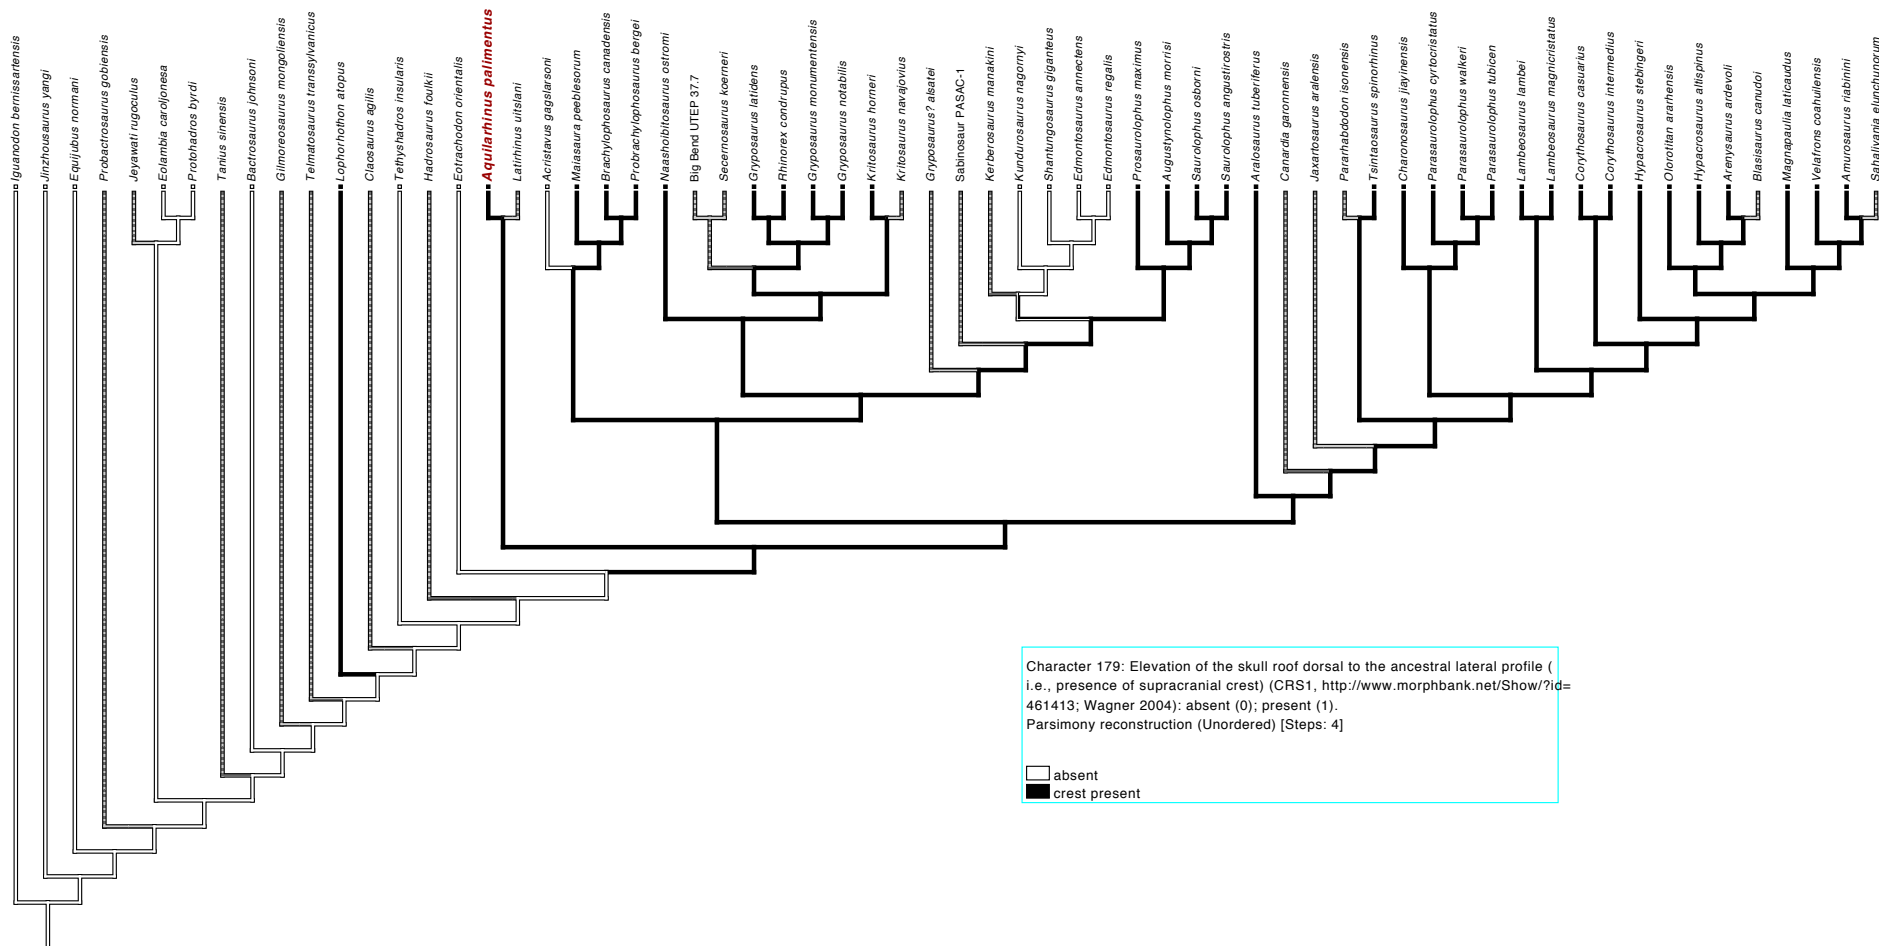 Iguanodon bernissartensis
Jinzhousaurus yangi
Equijubus normani
Probactrosaurus gobiensis
Jeyawati rugoculus
Eolambia caroljonesa
Protohadros byrdi
Tanius sinensis
Bactrosaurus johnsoni
Gilmoreosaurus mongoliensis
Telmatosaurus transsylvanicus
Lophorhothon atopus
Claosaurus agilis
Tethyshadros insularis
Hadrosaurus foulkii
Eotrachodon orientalis
Aquilarhinus palimentus
Latirhinus uitslani
Acristavus gagslarsoni
Maiasaura peeblesorum
Brachylophosaurus canadensis
Probrachylophosaurus bergei
Naashoibitosaurus ostromi
Big Bend UTEP 37.7
Secernosaurus koerneri
Gryposaurus latidens
Rhinorex condrupus
Gryposaurus monumentensis
Gryposaurus notabilis
Kritosaurus horneri
Kritosaurus navajovius
Gryposaurus? alsatei
Sabinosaur PASAC-1
Kerberosaurus manakini
Kundurosaurus nagornyi
Shantungosaurus giganteus
Edmontosaurus annectens
Edmontosaurus regalis
Prosaurolophus maximus
Augustynolophus morrisi
Saurolophus osborni
Saurolophus angustirostris
Aralosaurus tuberiferus
Canardia garonnensis
Jaxartosaurus aralensis
Pararhabdodon isonensis
Tsintaosaurus spinorhinus
Charonosaurus jiayinensis
Parasaurolophus cyrtocristatus
Parasaurolophus walkeri
Parasaurolophus tubicen
Lambeosaurus lambei
Lambeosaurus magnicristatus
Corythosaurus casuarius
Corythosaurus intermedius
Hypacrosaurus stebingeri
Olorotitan ararhensis
Hypacrosaurus altispinus
Arenysaurus ardevoli
Blasisaurus canudoi
Magnapaulia laticaudus
Velafrons coahuilensis
Amurosaurus riabinini
Sahaliyania elunchunorum
Character 179: Elevation of the skull roof dorsal to the ancestral lateral profile (
i.e., presence of supracranial crest) (CRS1, http://www.morphbank.net/Show/?id=
461413; Wagner 2004): absent (0); present (1).
Parsimony reconstruction (Unordered) [Steps: 4]
absent
crest present